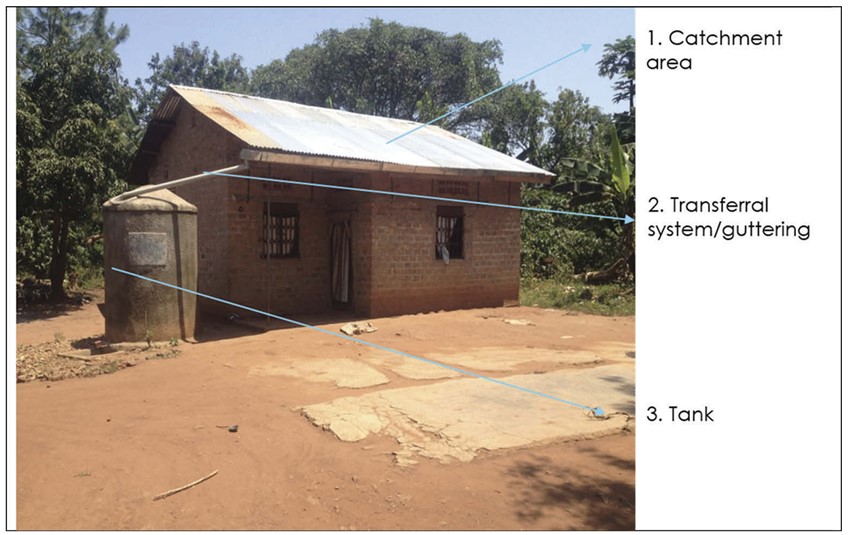 1. Catchment
area
2. Transferral
system/guttering
3. Tank